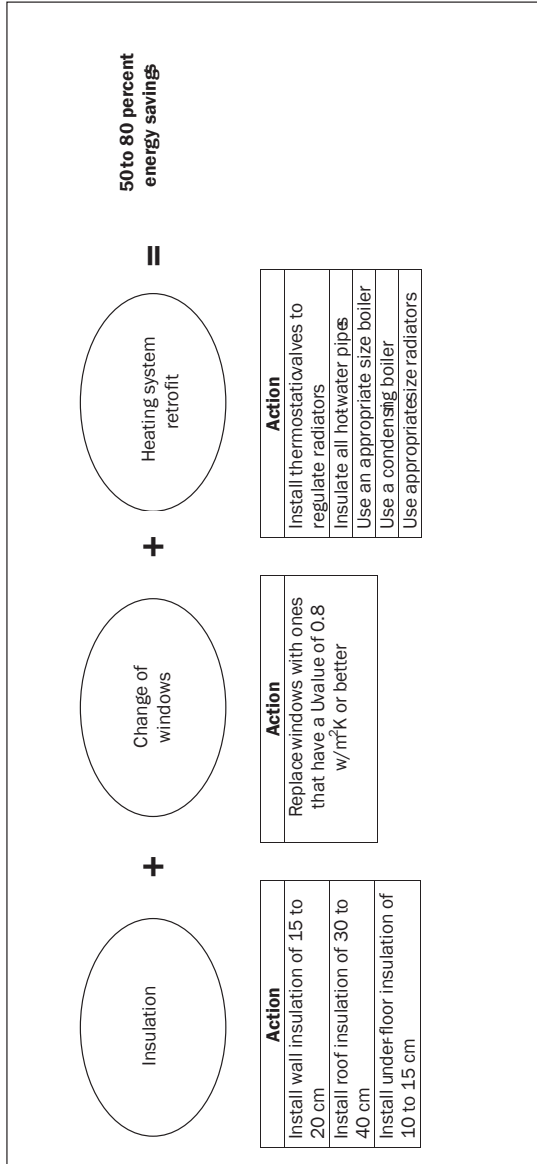 Insulation
+
Change of
windows
+
Heating system
retrofit
=
50 to 80 percent
energy savings
Action
Install wall insulation of 15 to
20 cm
Install roof insulation of 30 to
40 cm
Install under-floor insulation of
10 to 15 cm
Action
Replace windows with ones
that have a U value of 0.8
w/m²K or better
Action
Install thermostatic valves to
regulate radiators
Insulate all hot water pipes
Use an appropriate size boiler
Use a condensing boiler
Use appropriate size radiators